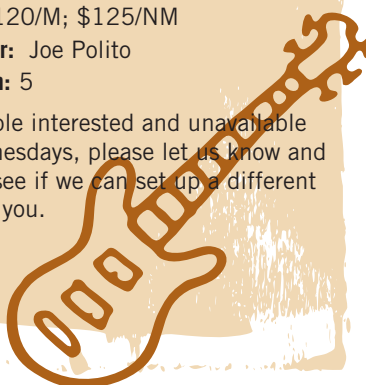 120/M; $125/NM
r: Joe Polito
n: 5
ple interested and unavailable
nesdays, please let us know and
see if we can set up a different
you.